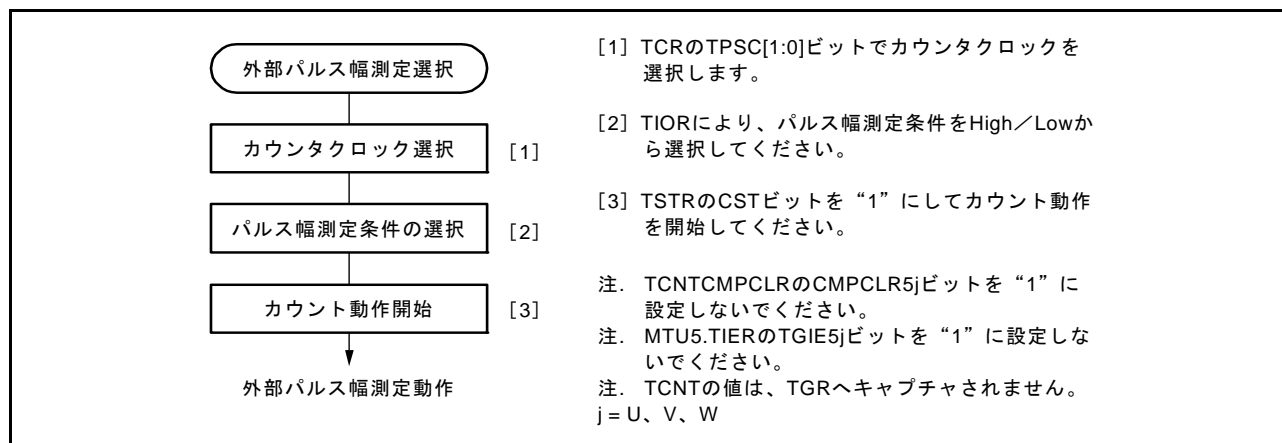 外部パルス幅測定選択
カウンタクロック選択
[1]
パルス幅測定条件の選択
[2]
カウント動作開始
[3]
外部パルス幅測定動作
[1] TCRのTPSC[1:0]ビットでカウンタクロックを
選択します。
[2] TIORにより、パルス幅測定条件をHigh／Lowか
ら選択してください。
[3] TSTRのCSTビットを“1”にしてカウント動作
を開始してください。
注. TCNTCMPCLRのCMPCLR5jビットを“1”に
設定しないでください。
注. MTU5.TIERのTGIE5jビットを“1”に設定しな
いでください。
注. TCNTの値は、TGRへキャプチャされません。
j = U、V、W